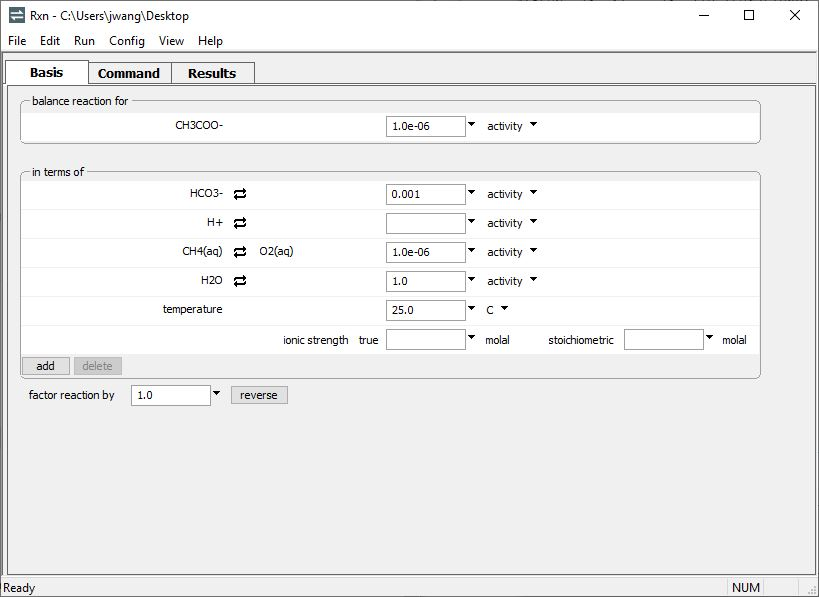 Rxn - C:\Users\jwang\Desktop
File Edit Run Config View Help
Basis Command Results
balance reaction for
CH3COO- 1.0e-06 activity
in terms of
HCO3- 0.001 activity
H+ activity
CH4(aq) O2(aq) 1.0e-06 activity
H2O 1.0 activity
temperature 25.0 C
ionic strength true molal stoichiometric molal
add delete
factor reaction by 1.0 reverse
Ready NUM